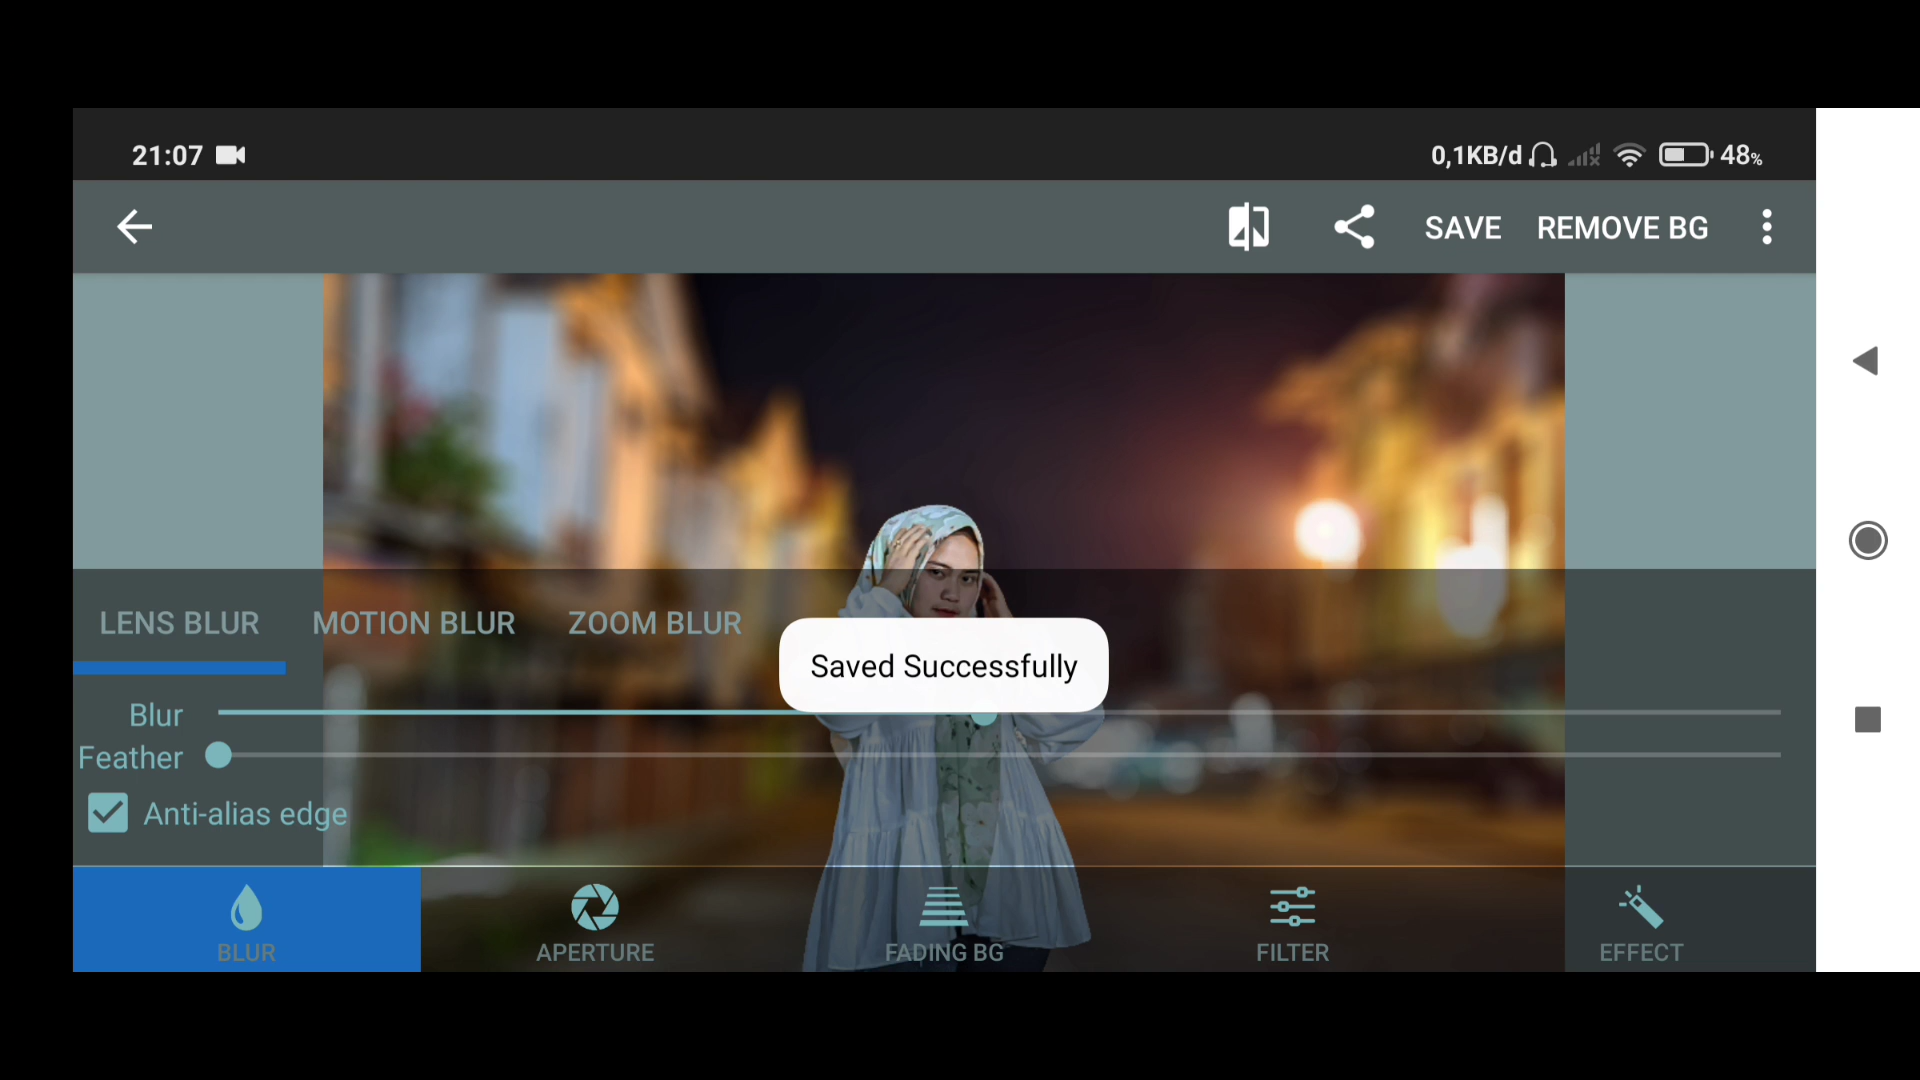 21:07
0,1KB/d 48%
SAVE REMOVE BG
LENS BLUR MOTION BLUR ZOOM BLUR
Saved Successfully
Blur
Feather
Anti-alias edge
BLUR APERTURE FADING BG FILTER EFFECT